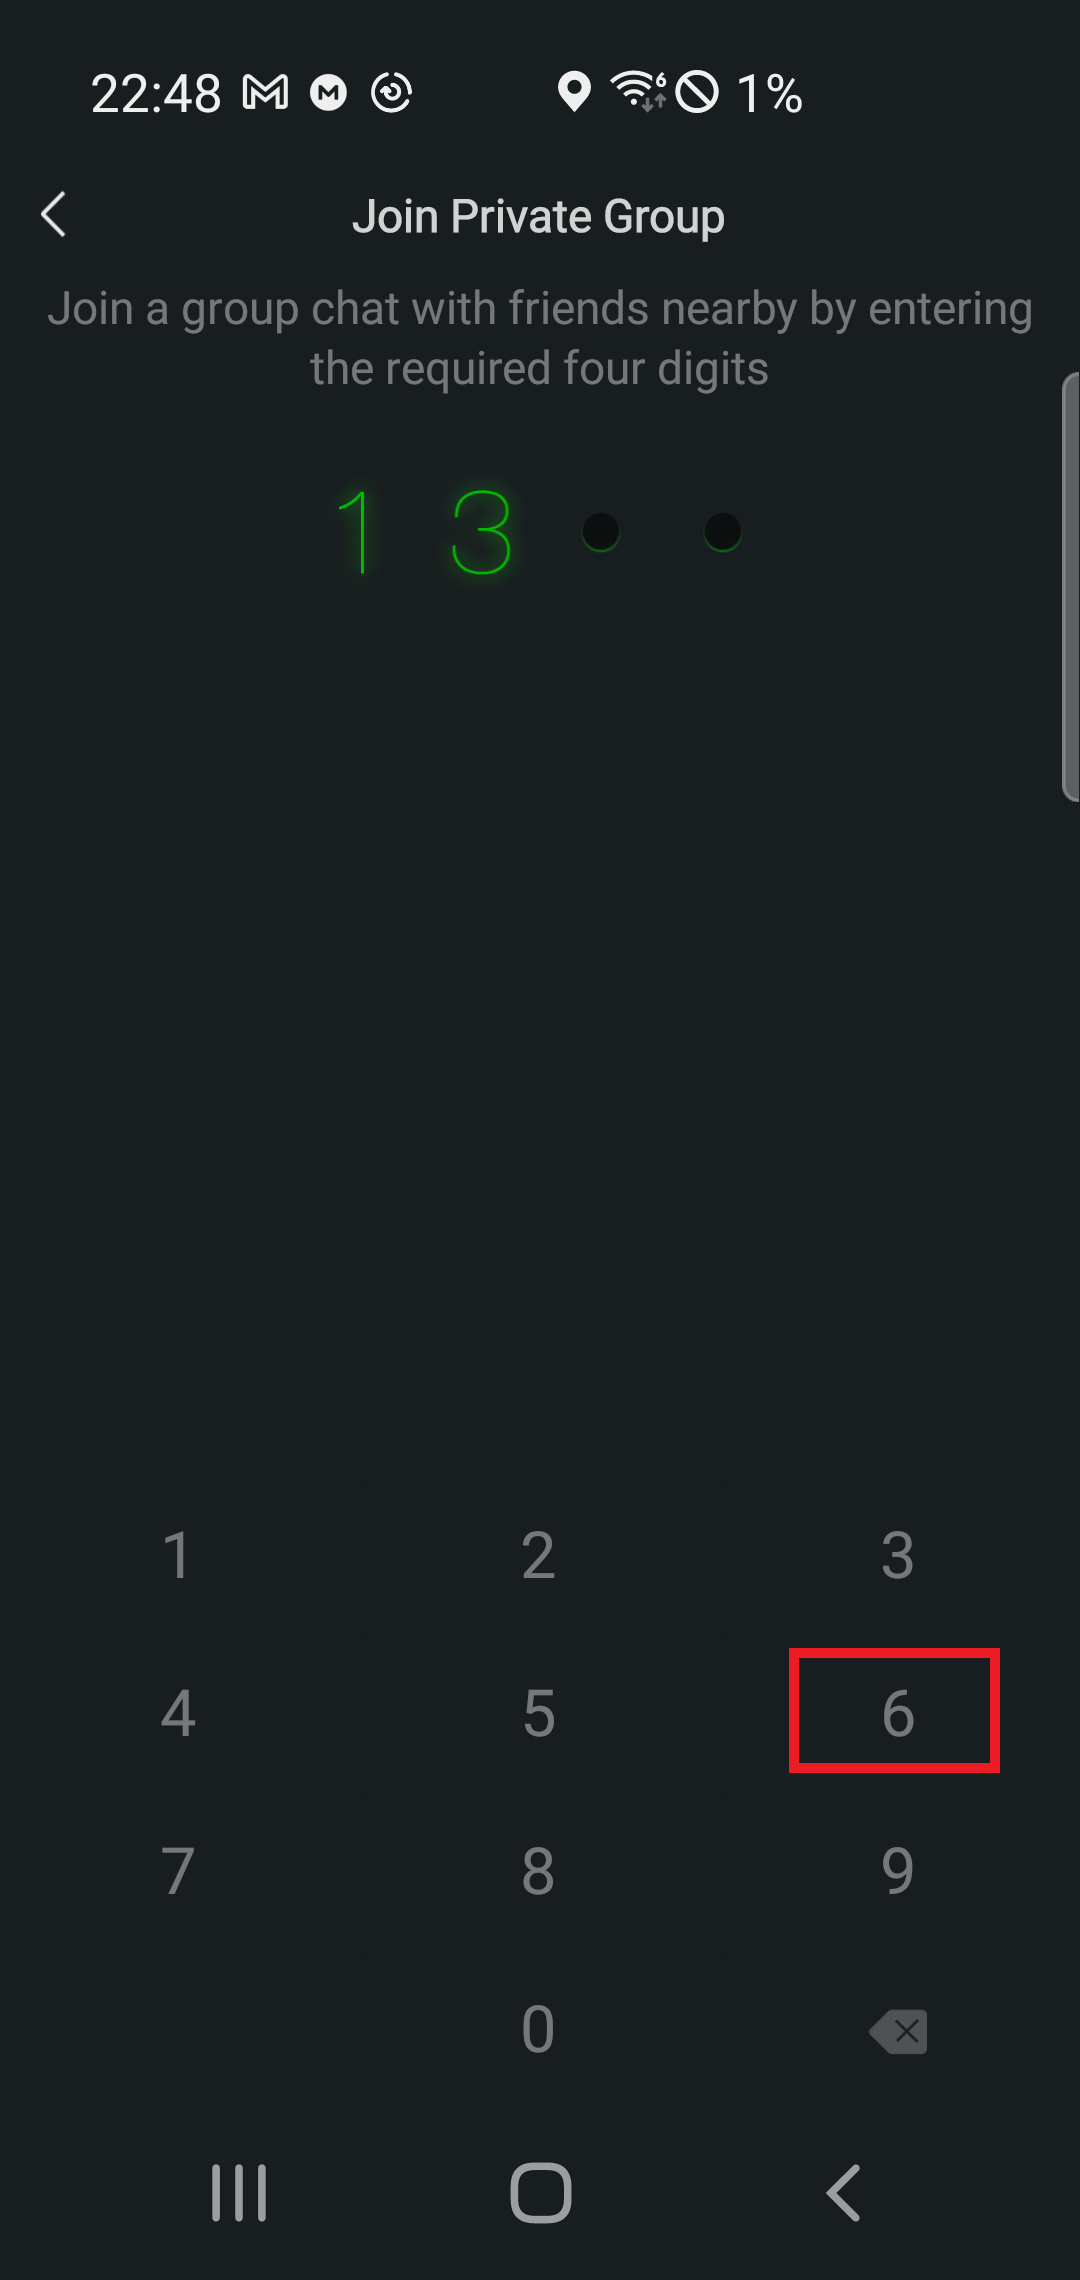 22:48 1%
Join Private Group
Join a group chat with friends nearby by entering
the required four digits
1 3
1 2 3
4 5 6
7 8 9
0